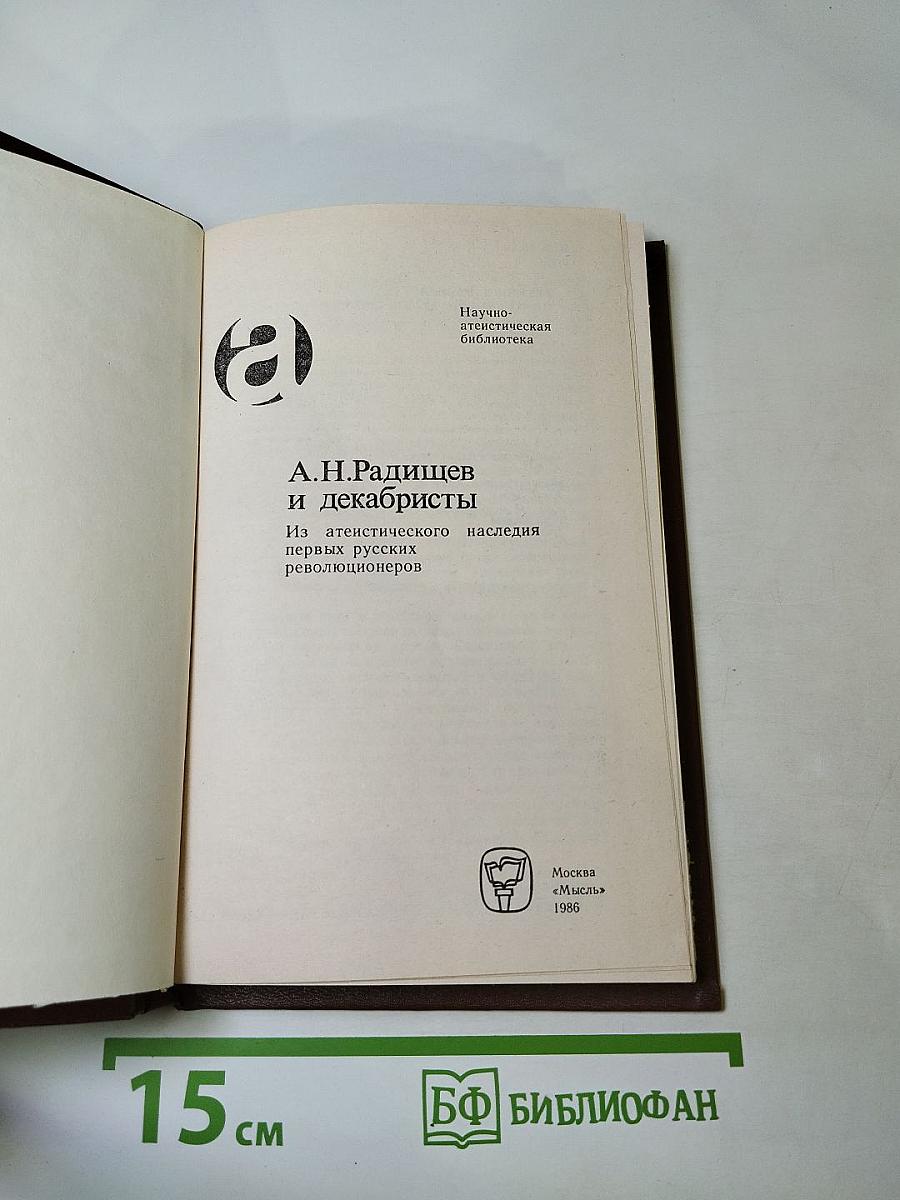 а
Научно-
атеистическая
библиотека
А.Н.Радищев
и декабристы
Из атеистического наследия
первых русских
революционеров
Москва
«Мысль»
1986
15 см
БФ БИБЛИОФАН